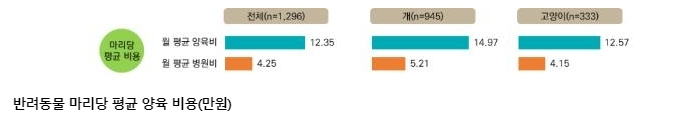 전체(n=1,296) 개(n=945) 고양이(n=333)
마리당
평균 비용
월 평균 양육비 12.35 14.97 12.57
월 평균 병원비 4.25 5.21 4.15
반려동물 마리당 평균 양육 비용(만원)